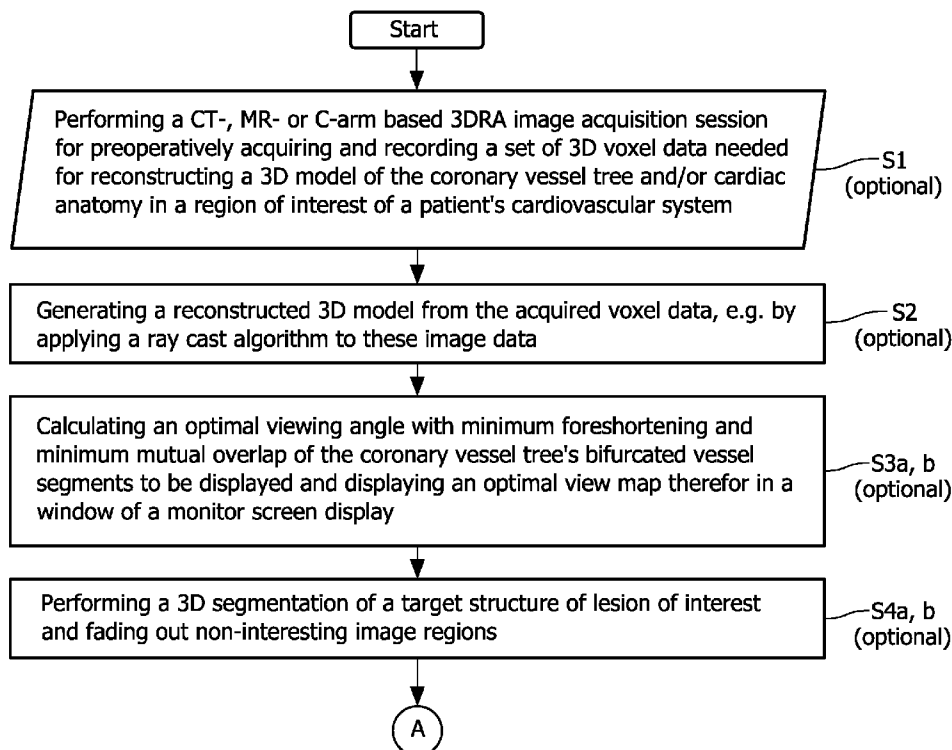 Start
Performing a CT-, MR- or C-arm based 3DRA image acquisition session
for preoperatively acquiring and recording a set of 3D voxel data needed
for reconstructing a 3D model of the coronary vessel tree and/or cardiac
anatomy in a region of interest of a patient's cardiovascular system
S1
(optional)
Generating a reconstructed 3D model from the acquired voxel data, e.g. by
applying a ray cast algorithm to these image data
S2
(optional)
Calculating an optimal viewing angle with minimum foreshortening and
minimum mutual overlap of the coronary vessel tree's bifurcated vessel
segments to be displayed and displaying an optimal view map therefor in a
window of a monitor screen display
S3a, b
(optional)
Performing a 3D segmentation of a target structure of lesion of interest
and fading out non-interesting image regions
S4a, b
(optional)
A